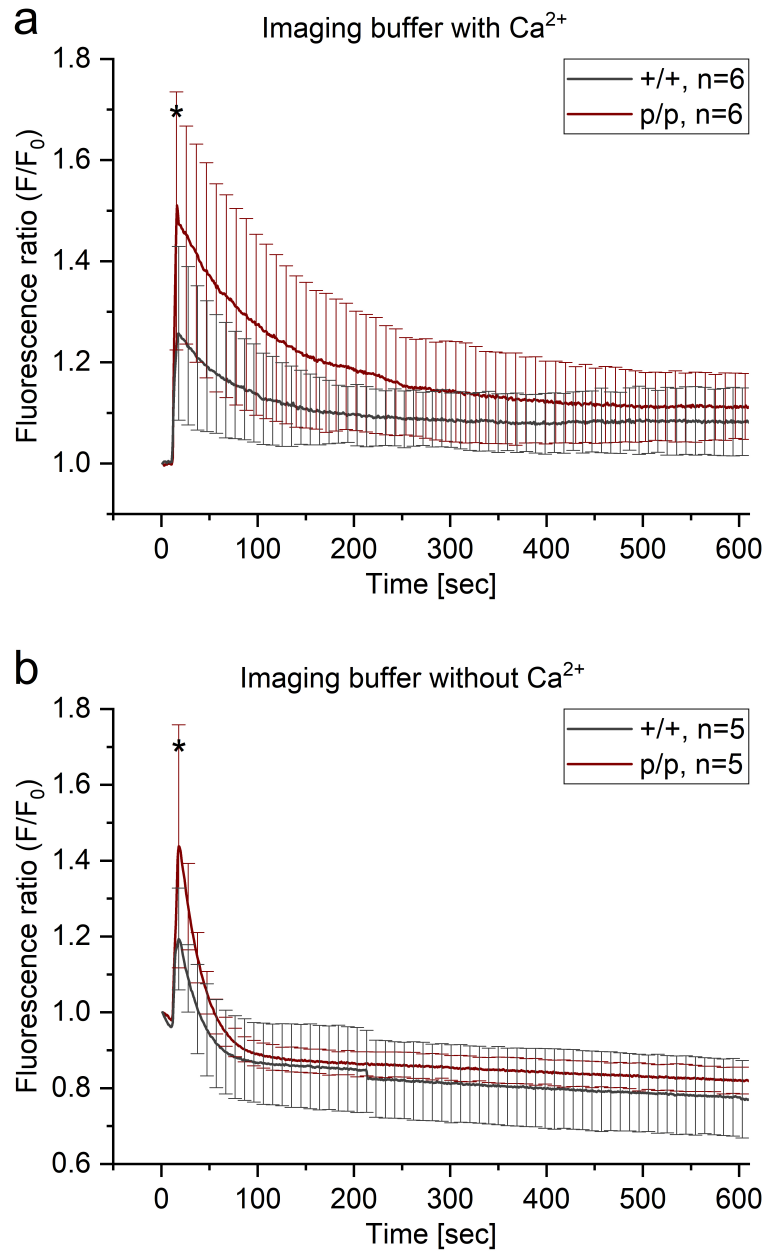 a
Imaging buffer with Ca²⁺
+/+, n=6
p/p, n=6
*
Fluorescence ratio (F/F₀)
1.8
1.6
1.4
1.2
1.0
0 100 200 300 400 500 600
Time [sec]
b
Imaging buffer without Ca²⁺
+/+, n=5
p/p, n=5
*
Fluorescence ratio (F/F₀)
1.8
1.6
1.4
1.2
1.0
0.8
0.6
0 100 200 300 400 500 600
Time [sec]